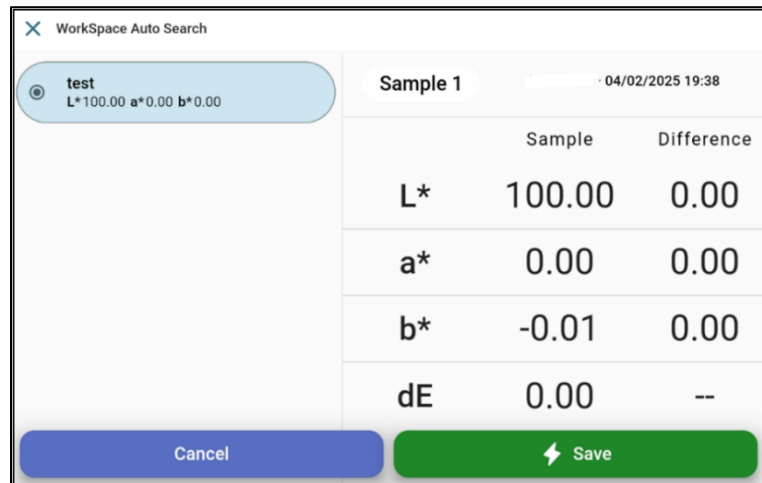 WorkSpace Auto Search
test
L*100.00 a*0.00 b*0.00
Sample 1 · 04/02/2025 19:38
Sample Difference
L* 100.00 0.00
a* 0.00 0.00
b* -0.01 0.00
dE 0.00 --
Cancel Save